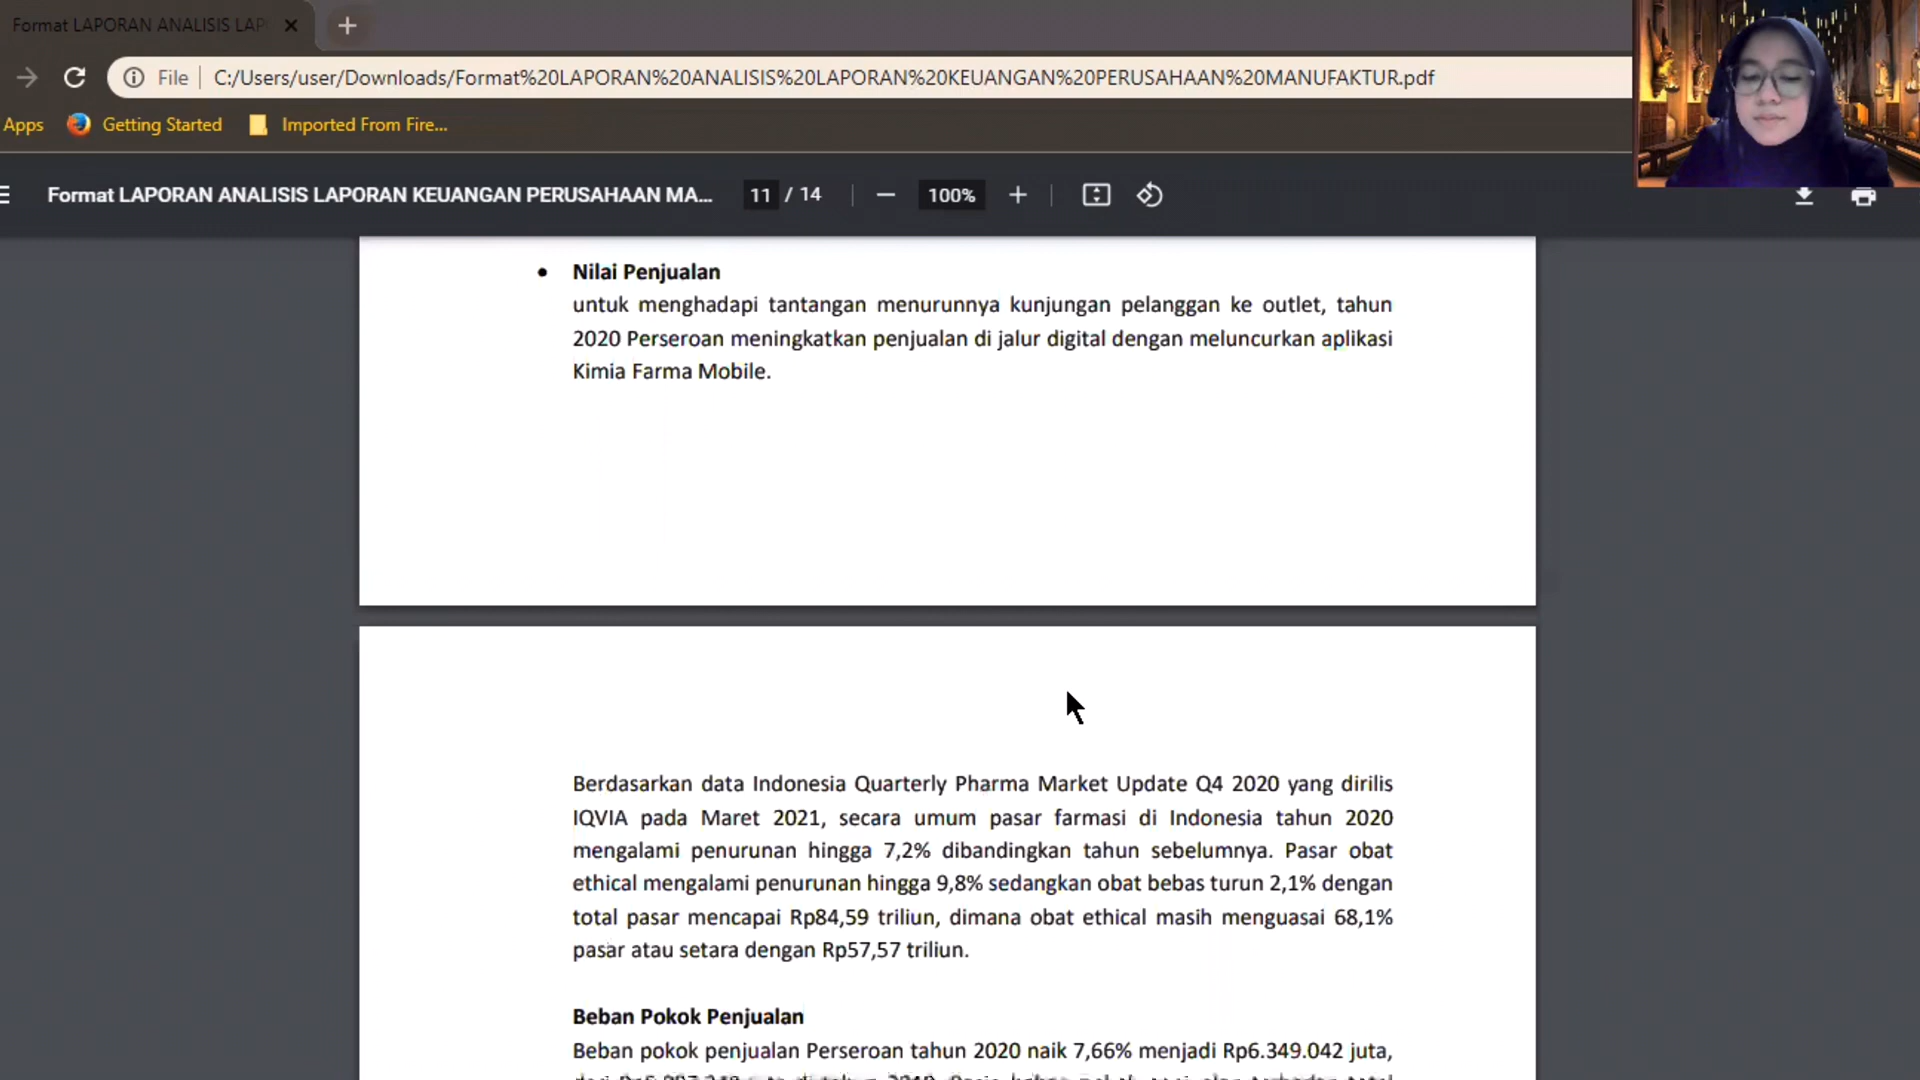 Format LAPORAN ANALISIS LAP
File
C:/Users/user/Downloads/Format%20LAPORAN%20ANALISIS%20LAPORAN%20KEUANGAN%20PERUSAHAAN%20MANUFAKTUR.pdf
Apps Getting Started Imported From Fire...
Format LAPORAN ANALISIS LAPORAN KEUANGAN PERUSAHAAN MA... 11 / 14 100%
• Nilai Penjualan
untuk menghadapi tantangan menurunnya kunjungan pelanggan ke outlet, tahun
2020 Perseroan meningkatkan penjualan di jalur digital dengan meluncurkan aplikasi
Kimia Farma Mobile.
Berdasarkan data Indonesia Quarterly Pharma Market Update Q4 2020 yang dirilis
IQVIA pada Maret 2021, secara umum pasar farmasi di Indonesia tahun 2020
mengalami penurunan hingga 7,2% dibandingkan tahun sebelumnya. Pasar obat
ethical mengalami penurunan hingga 9,8% sedangkan obat bebas turun 2,1% dengan
total pasar mencapai Rp84,59 triliun, dimana obat ethical masih menguasai 68,1%
pasar atau setara dengan Rp57,57 triliun.
Beban Pokok Penjualan
Beban pokok penjualan Perseroan tahun 2020 naik 7,66% menjadi Rp6.349.042 juta,